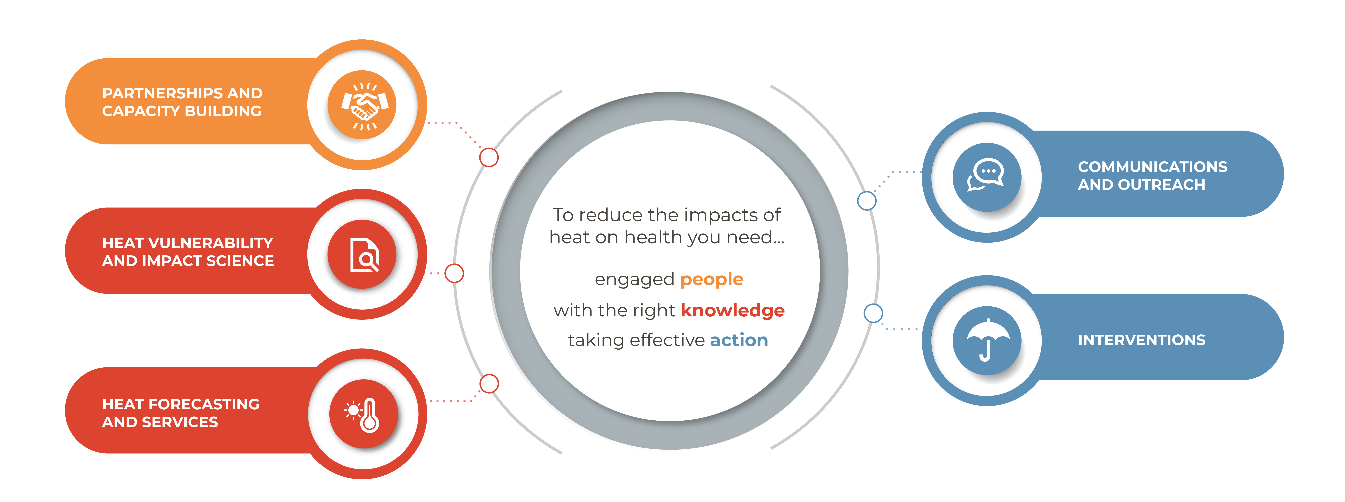 PARTNERSHIPS AND
CAPACITY BUILDING
HEAT VULNERABILITY
AND IMPACT SCIENCE
HEAT FORECASTING
AND SERVICES
To reduce the impacts of
heat on health you need...
engaged people
with the right knowledge
taking effective action
COMMUNICATIONS
AND OUTREACH
INTERVENTIONS